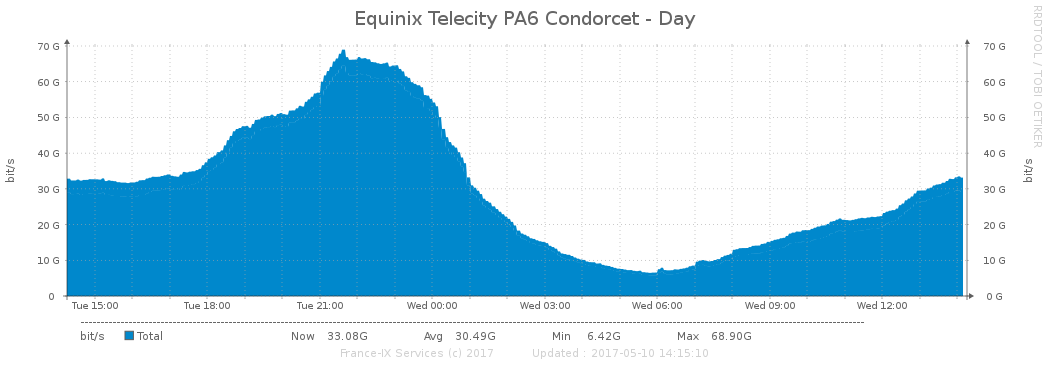 Equinix Telecity PA6 Condorcet - Day
RRDTOOL / TOBI OETIKER
bit/s
70 G
60 G
50 G
40 G
30 G
20 G
10 G
0
70 G
60 G
50 G
40 G
30 G
20 G
10 G
0 G
bit/s
Tue 15:00 Tue 18:00 Tue 21:00 Wed 00:00 Wed 03:00 Wed 06:00 Wed 09:00 Wed 12:00
bit/s Total Now 33.08G Avg 30.49G Min 6.42G Max 68.90G
France-IX Services (c) 2017 Updated : 2017-05-10 14:15:10